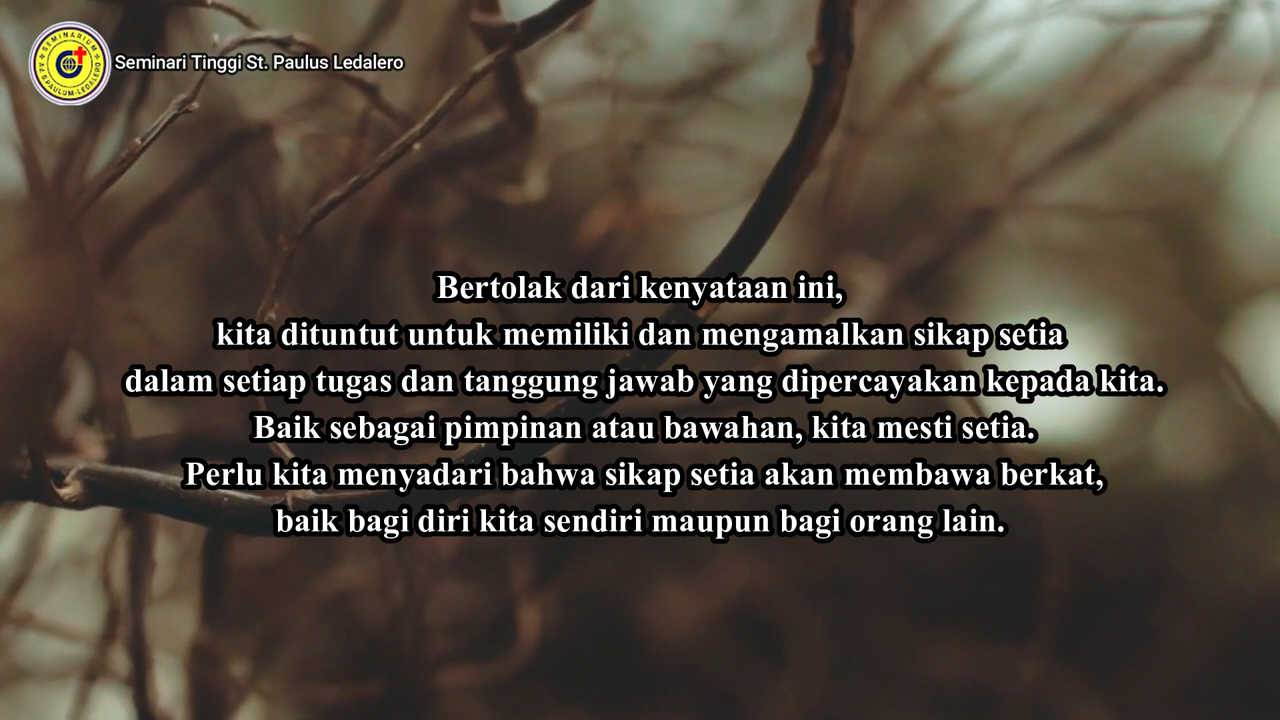 SEMINARIUM
Seminari Tinggi St. Paulus Ledalero
Bertolak dari kenyataan ini,
kita dituntut untuk memiliki dan mengamalkan sikap setia
dalam setiap tugas dan tanggung jawab yang dipercayakan kepada kita.
Baik sebagai pimpinan atau bawahan, kita mesti setia.
Perlu kita menyadari bahwa sikap setia akan membawa berkat,
baik bagi diri kita sendiri maupun bagi orang lain.